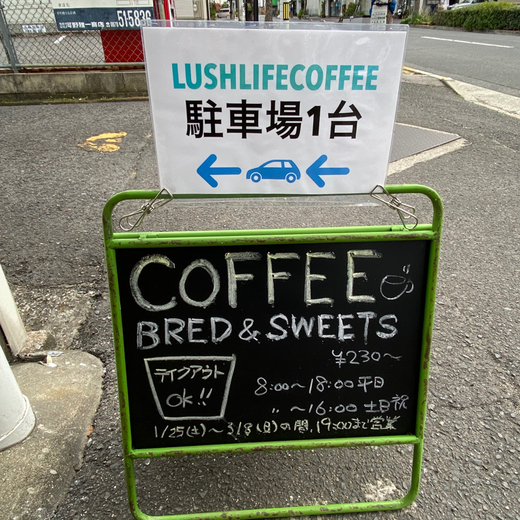 515836
LUSHLIFECOFFEE
駐車場1台
COFFEE
BRED & SWEETS
¥230〜
テイクアウト
OK!!
8:00〜18:00 平日
〃 〜16:00 土日祝
1/25(土)〜3/8(日)の間、19:00まで営業